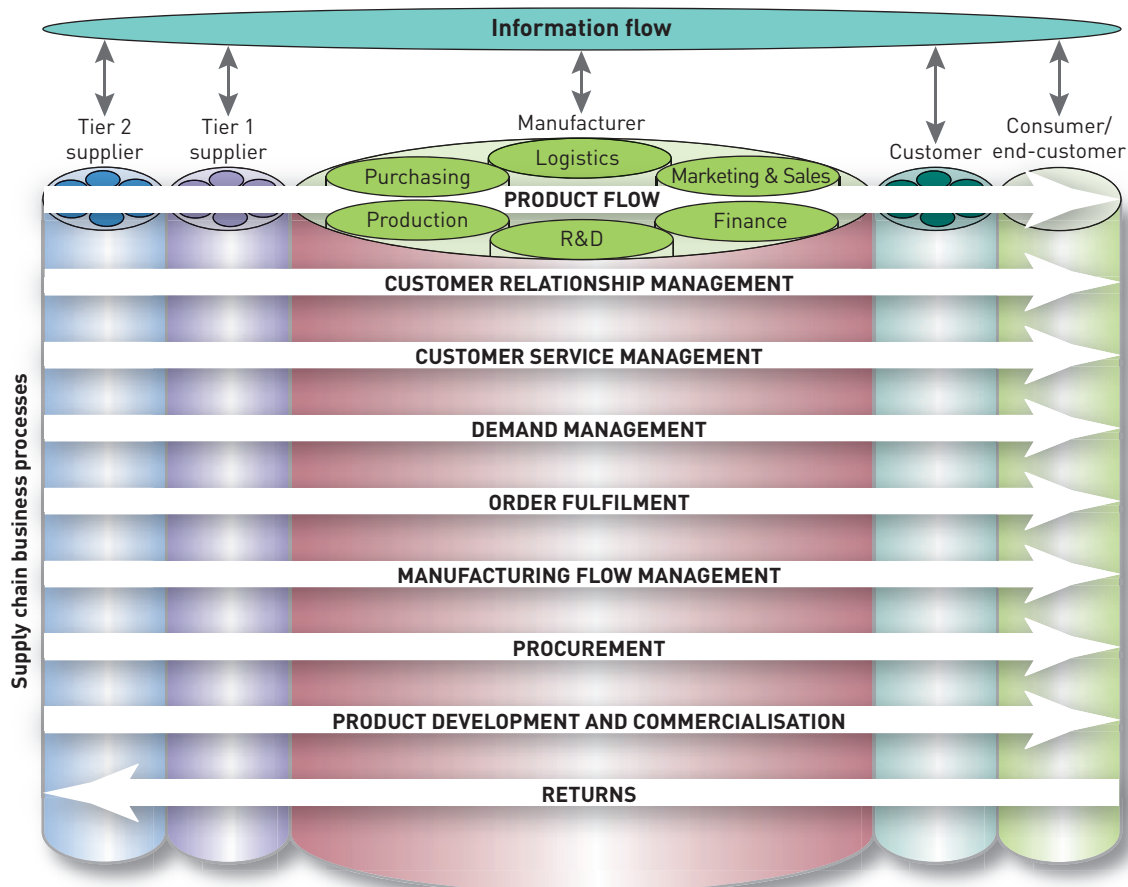 Information flow
Tier 2
supplier
Tier 1
supplier
Manufacturer
Customer
Consumer/
end-customer
Logistics
Purchasing
Marketing & Sales
PRODUCT FLOW
Production
Finance
R&D
CUSTOMER RELATIONSHIP MANAGEMENT
CUSTOMER SERVICE MANAGEMENT
DEMAND MANAGEMENT
ORDER FULFILMENT
MANUFACTURING FLOW MANAGEMENT
PROCUREMENT
PRODUCT DEVELOPMENT AND COMMERCIALISATION
RETURNS
Supply chain business processes